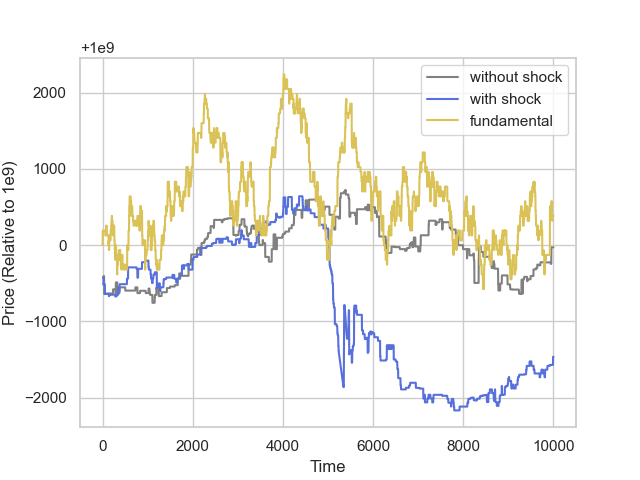 +1e9
without shock
with shock
fundamental
2000
1000
0
−1000
−2000
Price (Relative to 1e9)
0
2000
4000
6000
8000
10000
Time